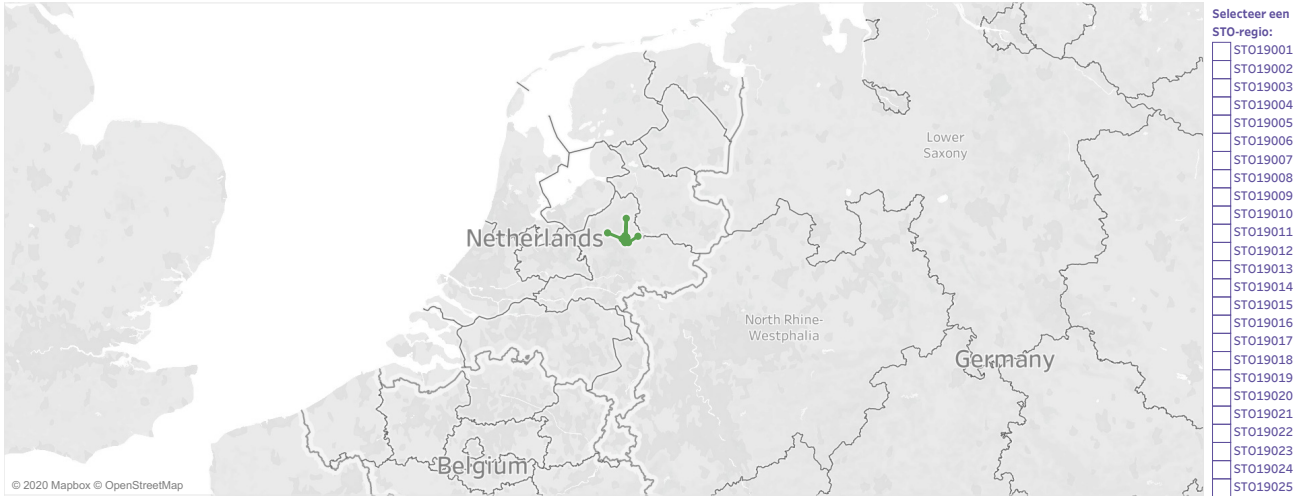 Lower
Saxony
Netherlands
North Rhine-
Westphalia
Germany
Belgium
© 2020 Mapbox © OpenStreetMap
Selecteer een
STO-regio:
STO19001
STO19002
STO19003
STO19004
STO19005
STO19006
STO19007
STO19008
STO19009
STO19010
STO19011
STO19012
STO19013
STO19014
STO19015
STO19016
STO19017
STO19018
STO19019
STO19020
STO19021
STO19022
STO19023
STO19024
STO19025